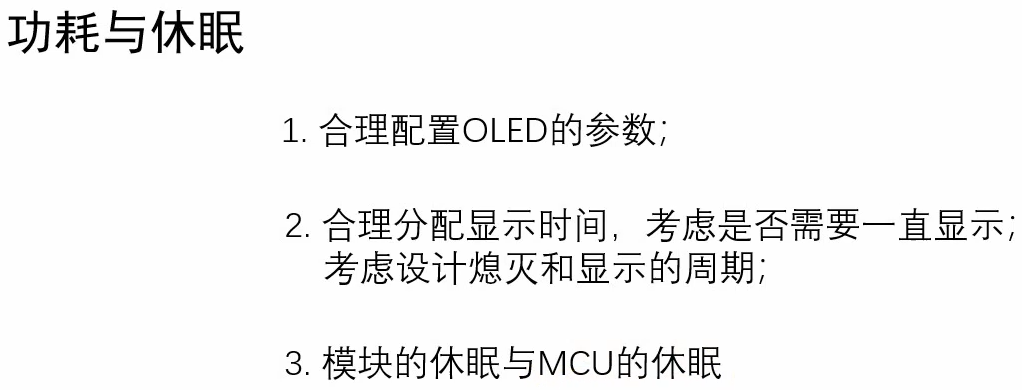 功耗与休眠
1. 合理配置OLED的参数；
2. 合理分配显示时间，考虑是否需要一直显示；
考虑设计熄灭和显示的周期；
3. 模块的休眠与MCU的休眠